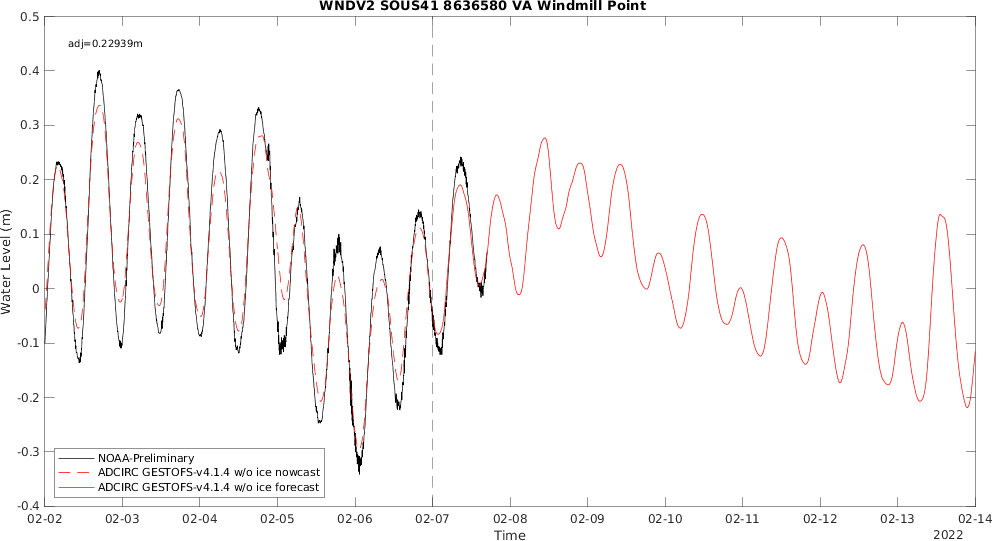 WNDV2 SOUS41 8636580 VA Windmill Point
adj=0.22939m
Water Level (m)
0.5
0.4
0.3
0.2
0.1
0
-0.1
-0.2
-0.3
-0.4
NOAA-Preliminary
ADCIRC GESTOFS-v4.1.4 w/o ice nowcast
ADCIRC GESTOFS-v4.1.4 w/o ice forecast
02-02 02-03 02-04 02-05 02-06 02-07 02-08 02-09 02-10 02-11 02-12 02-13 02-14
Time
2022